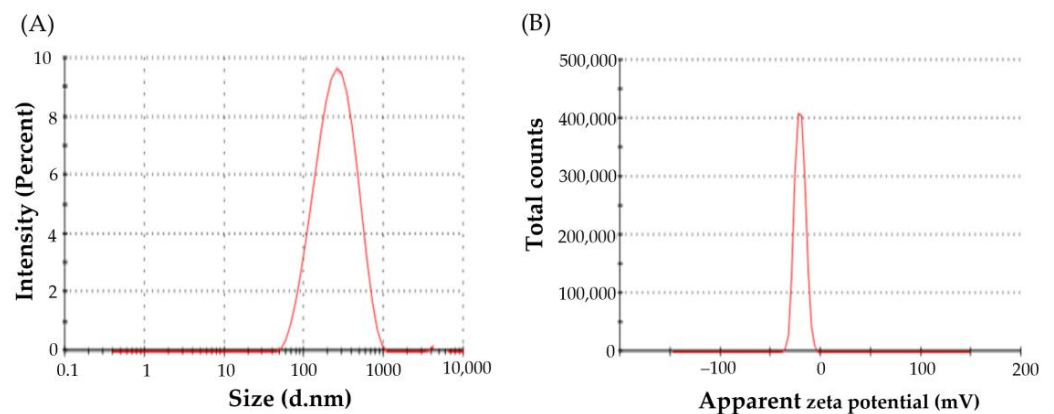 (A)
10
8
6
4
2
0
0.1 1 10 100 1000 10,000
Intensity (Percent)
Size (d.nm)
(B)
500,000
400,000
300,000
200,000
100,000
0
−100 0 100 200
Total counts
Apparent zeta potential (mV)